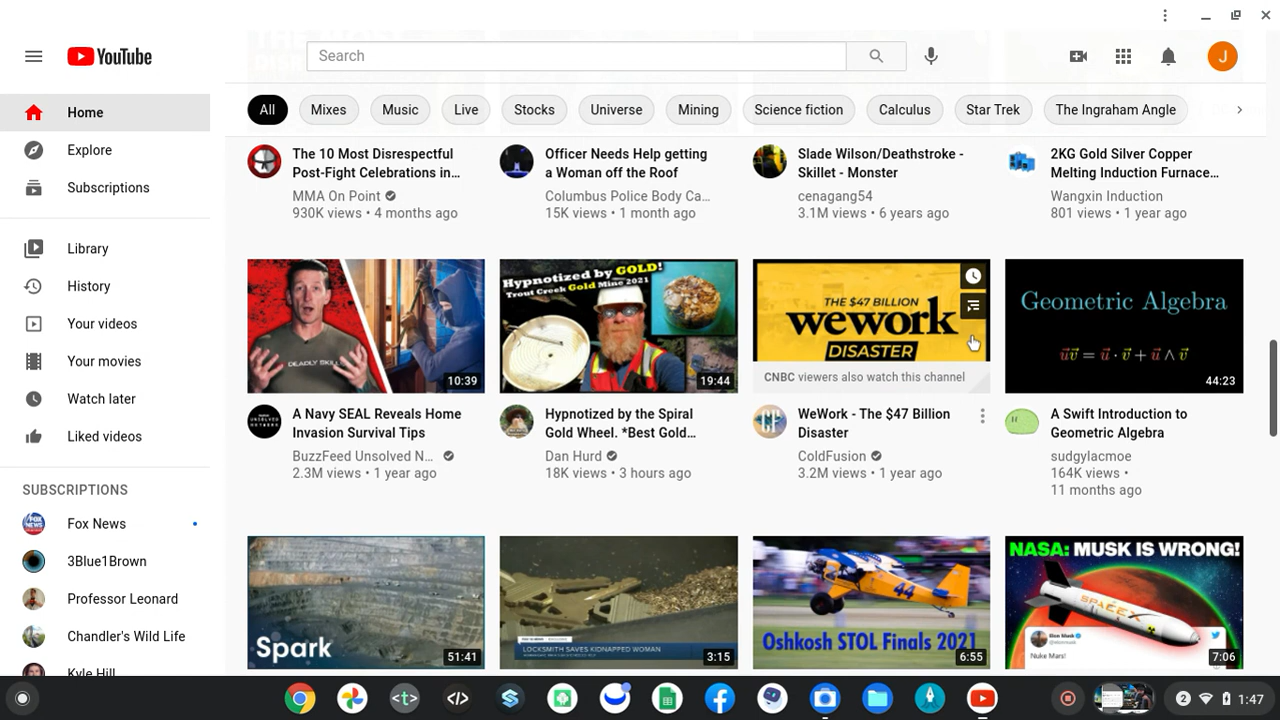 YouTube
Search
J
Home
Explore
Subscriptions
Library
History
Your videos
Your movies
Watch later
Liked videos
SUBSCRIPTIONS
Fox News
3Blue1Brown
Professor Leonard
Chandler's Wild Life
Kyle Hill
All
Mixes
Music
Live
Stocks
Universe
Mining
Science fiction
Calculus
Star Trek
The Ingraham Angle
The 10 Most Disrespectful
Post-Fight Celebrations in...
MMA On Point
930K views • 4 months ago
Officer Needs Help getting
a Woman off the Roof
Columbus Police Body Ca...
15K views • 1 month ago
Slade Wilson/Deathstroke -
Skillet - Monster
cenagang54
3.1M views • 6 years ago
2KG Gold Silver Copper
Melting Induction Furnace...
Wangxin Induction
801 views • 1 year ago
DEADLY SKILL
10:39
A Navy SEAL Reveals Home
Invasion Survival Tips
BuzzFeed Unsolved N...
2.3M views • 1 year ago
Hypnotized by GOLD!
Trout Creek Gold Mine 2021
19:44
Hypnotized by the Spiral
Gold Wheel. *Best Gold...
Dan Hurd
18K views • 3 hours ago
THE $47 BILLION
wework
DISASTER
CNBC viewers also watch this channel
WeWork - The $47 Billion
Disaster
ColdFusion
3.2M views • 1 year ago
Geometric Algebra
uv = u · v + u ∧ v
44:23
A Swift Introduction to
Geometric Algebra
sudgylacmoe
164K views •
11 months ago
Spark
51:41
LOCKSMITH SAVES KIDNAPPED WOMAN
3:15
44
Oshkosh STOL Finals 2021
6:55
NASA: MUSK IS WRONG!
SPACEX
Elon Musk
Nuke Mars!
7:06
2
1:47